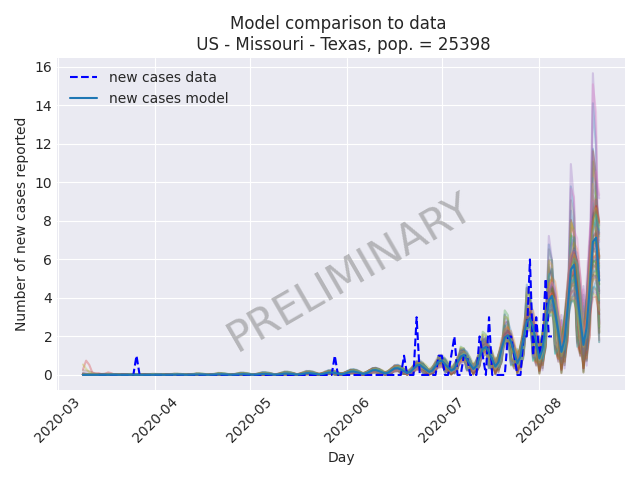 Model comparison to data
US - Missouri - Texas, pop. = 25398
new cases data
new cases model
PRELIMINARY
Number of new cases reported
16
14
12
10
8
6
4
2
0
2020-03
2020-04
2020-05
2020-06
2020-07
2020-08
Day